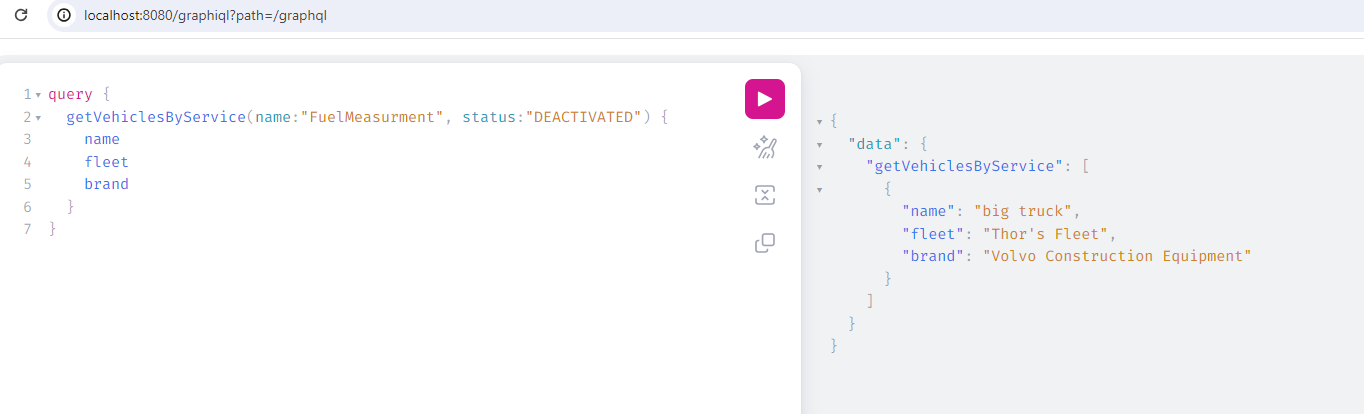 localhost:8080/graphiql?path=/graphql
1 query {
2 getVehiclesByService(name:"FuelMeasurment", status:"DEACTIVATED") {
3 name
4 fleet
5 brand
6 }
7 }
{
"data": {
"getVehiclesByService": [
{
"name": "big truck",
"fleet": "Thor's Fleet",
"brand": "Volvo Construction Equipment"
}
]
}
}